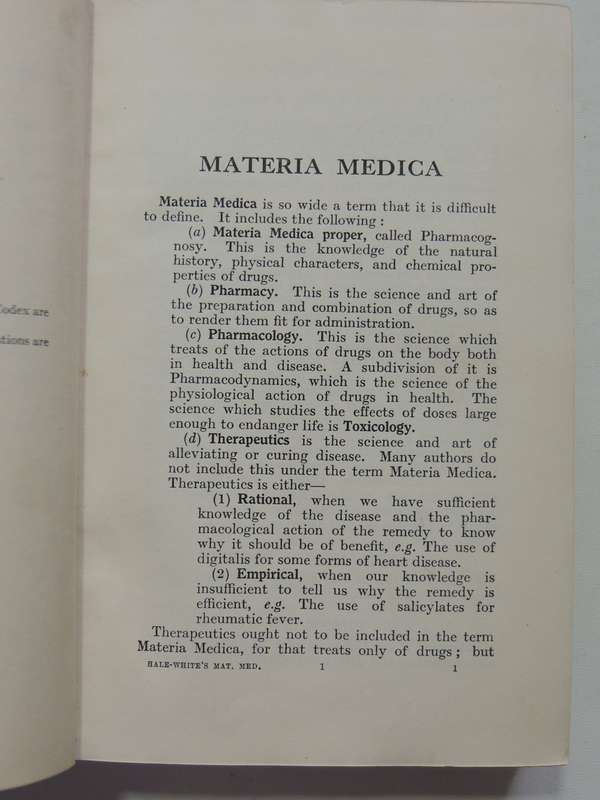 Codex are
MATERIA MEDICA
Materia Medica is so wide a term that it is difficult
to define. It includes the following :
(a) Materia Medica proper, called Pharmacog-
nosy. This is the knowledge of the natural
history, physical characters, and chemical pro-
perties of drugs.
(b) Pharmacy. This is the science and art of
the preparation and combination of drugs, so as
to render them fit for administration.
(c) Pharmacology. This is the science which
treats of the actions of drugs on the body both
in health and disease. A subdivision of it is
Pharmacodynamics, which is the science of the
physiological action of drugs in health. The
science which studies the effects of doses large
enough to endanger life is Toxicology.
(d) Therapeutics is the science and art of
alleviating or curing disease. Many authors do
not include this under the term Materia Medica.
Therapeutics is either—
(1) Rational, when we have sufficient
knowledge of the disease and the phar-
macological action of the remedy to know
why it should be of benefit, e.g. The use of
digitalis for some forms of heart disease.
(2) Empirical, when our knowledge is
insufficient to tell us why the remedy is
efficient, e.g. The use of salicylates for
rheumatic fever.
Therapeutics ought not to be included in the term
Materia Medica, for that treats only of drugs ; but
HALE-WHITE'S MAT. MED. 1 1